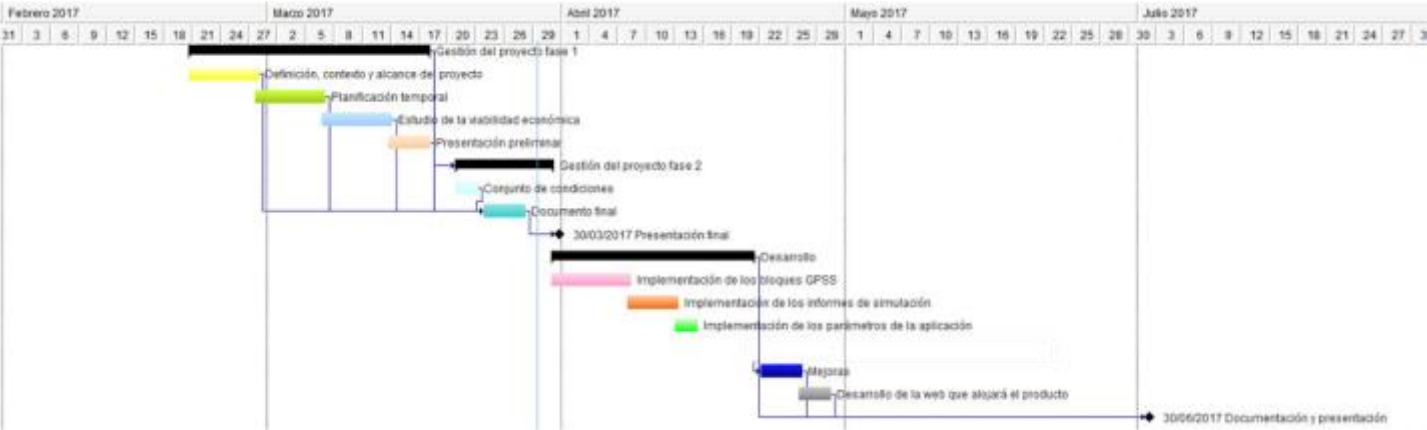 Febrero 2017 Marzo 2017 Abril 2017 Mayo 2017 Julio 2017
31 3 6 9 12 15 18 21 24 27 2 5 8 11 14 17 20 23 26 29 1 4 7 10 13 16 19 22 25 28 1 4 7 10 13 16 19 22 25 28 30 3 6 9 12 15 18 21 24 27 3
Gestión del proyecto fase 1
Definición, contexto y alcance del proyecto
Planificación temporal
Estudio de la viabilidad económica
Presentación preliminar
Gestión del proyecto fase 2
Conjunto de condiciones
Documento final
30/03/2017 Presentación final
Desarrollo
Implementación de los bloques GPSS
Implementación de los informes de simulación
Implementación de los parámetros de la aplicación
Mejoras
Desarrollo de la web que alojará el producto
30/06/2017 Documentación y presentación